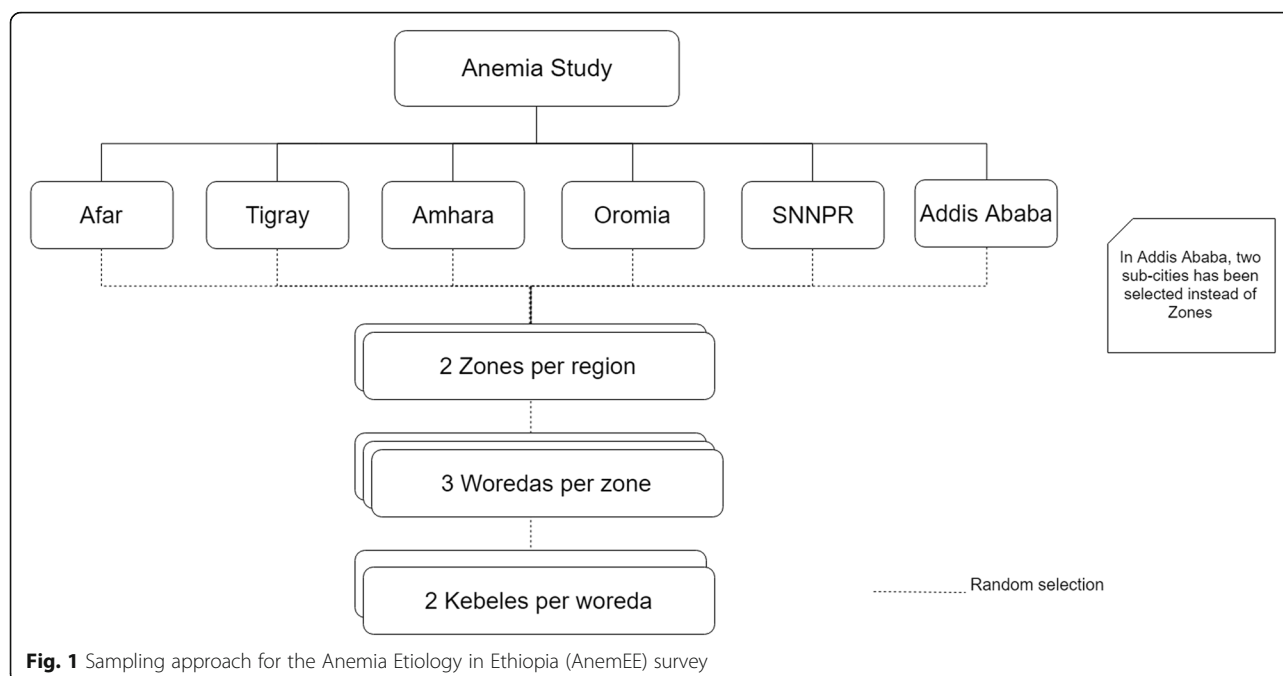 Anemia Study
Afar
Tigray
Amhara
Oromia
SNNPR
Addis Ababa
In Addis Ababa, two
sub-cities has been
selected instead of
Zones
2 Zones per region
3 Woredas per zone
2 Kebeles per woreda
Random selection
Fig. 1 Sampling approach for the Anemia Etiology in Ethiopia (AnemEE) survey